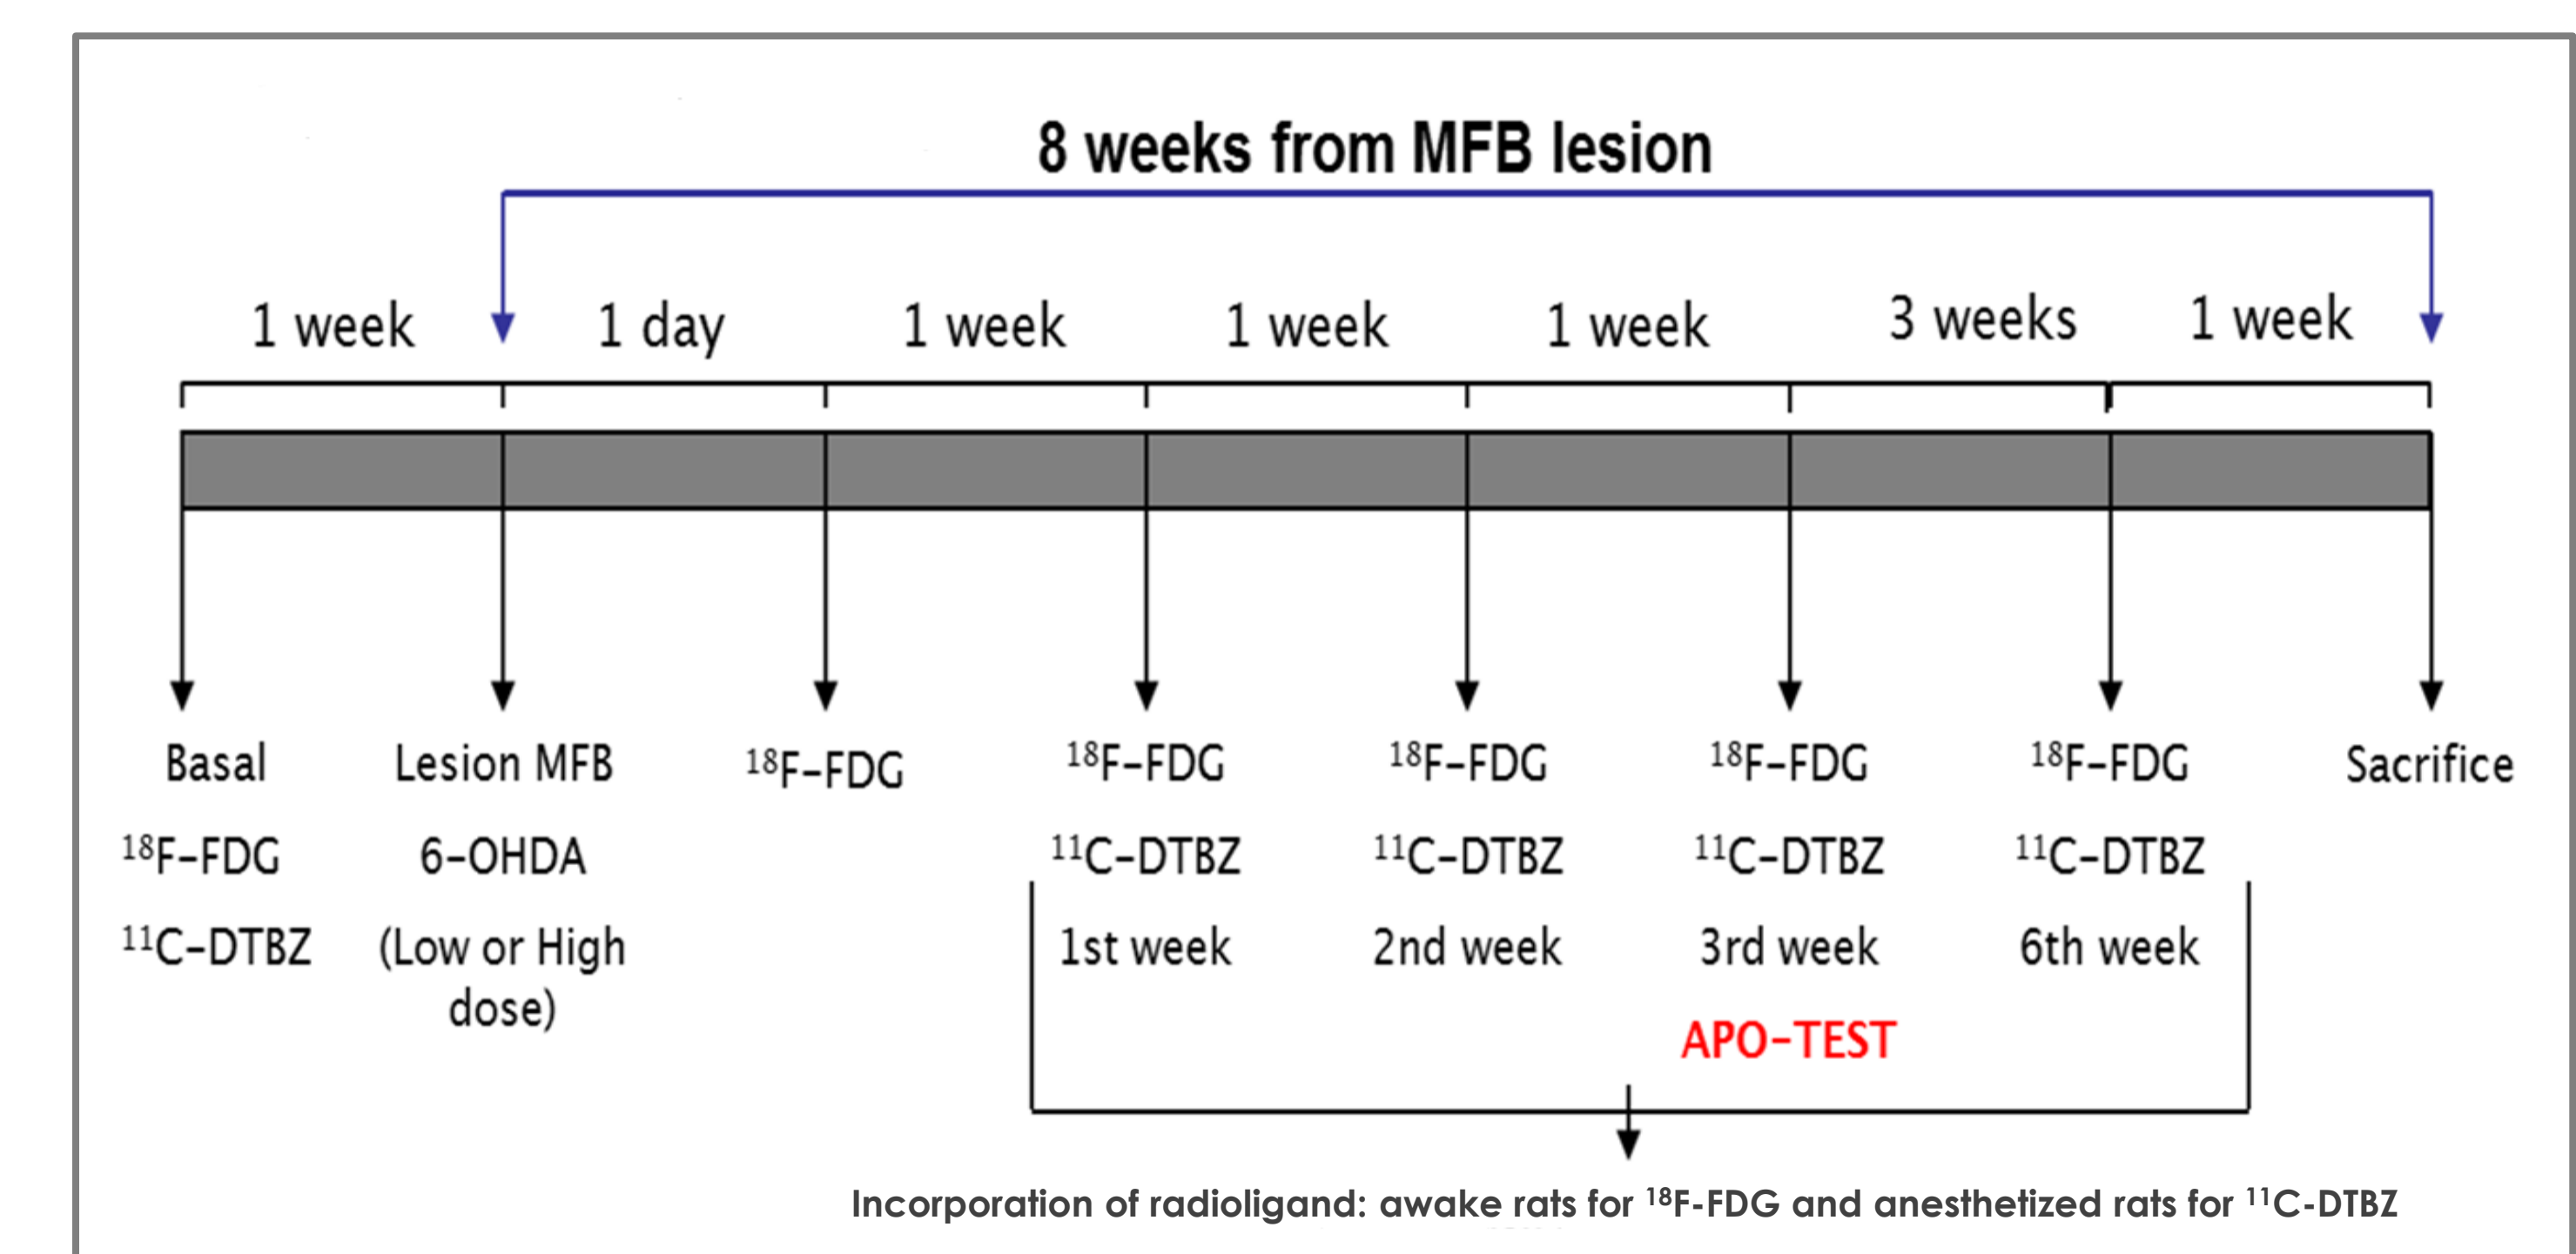 8 weeks from MFB lesion
1 week 1 day 1 week 1 week 1 week 3 weeks 1 week
Basal Lesion MFB ¹⁸F–FDG ¹⁸F–FDG ¹⁸F–FDG ¹⁸F–FDG ¹⁸F–FDG Sacrifice
¹⁸F–FDG 6–OHDA ¹¹C–DTBZ ¹¹C–DTBZ ¹¹C–DTBZ ¹¹C–DTBZ
¹¹C–DTBZ (Low or High 1st week 2nd week 3rd week 6th week
dose)
APO–TEST
Incorporation of radioligand: awake rats for ¹⁸F-FDG and anesthetized rats for ¹¹C-DTBZ